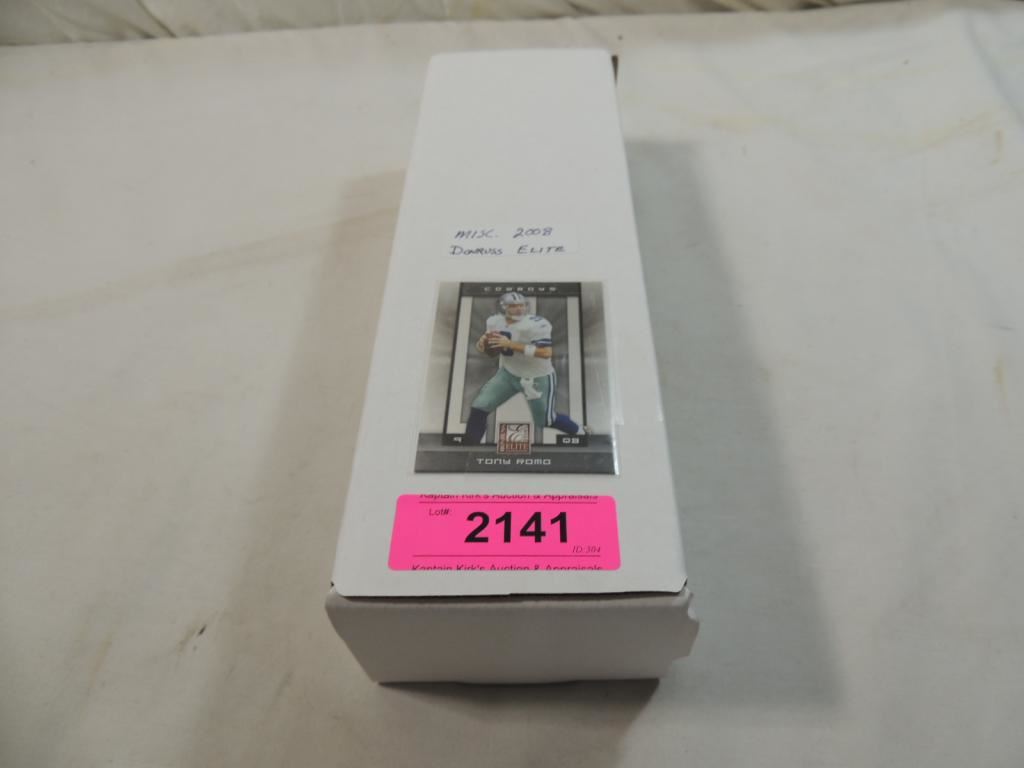 MISC. 2008
DONRUSS ELITE
COWBOYS
9
ELITE
QB
TONY ROMO
Kaptain Kirk's Auction & Appraisals
Lot#:
2141
ID:304
Kaptain Kirk's Auction & Appraisals